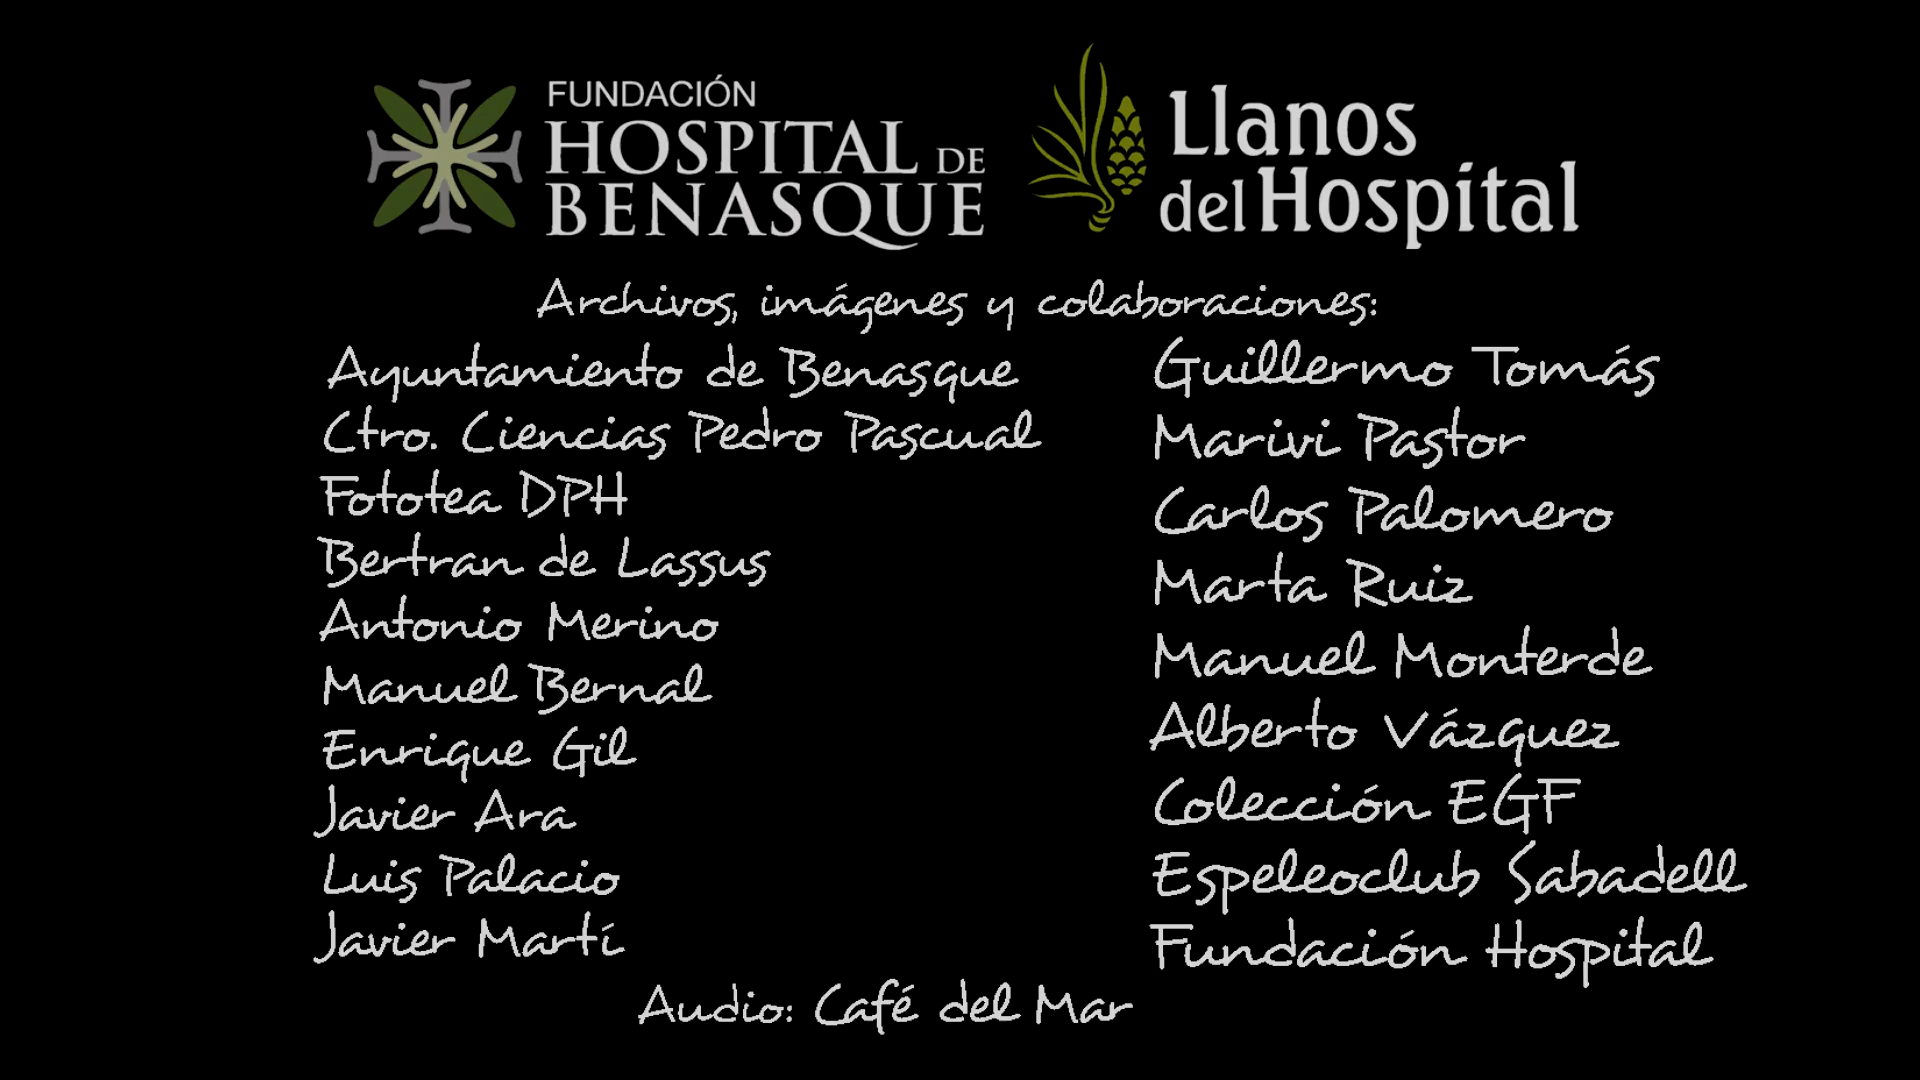 FUNDACIÓN
HOSPITAL DE
BENASQUE
Llanos
del Hospital
Archivos, imágenes y colaboraciones:
Ayuntamiento de Benasque
Ctro. Ciencias Pedro Pascual
Fototea DPH
Bertran de Lassus
Antonio Merino
Manuel Bernal
Enrique Gil
Javier Ara
Luis Palacio
Javier Martí
Guillermo Tomás
Marivi Pastor
Carlos Palomero
Marta Ruiz
Manuel Monterde
Alberto Vázquez
Colección EGF
Espeleoclub Sabadell
Fundación Hospital
Audio: Café del Mar